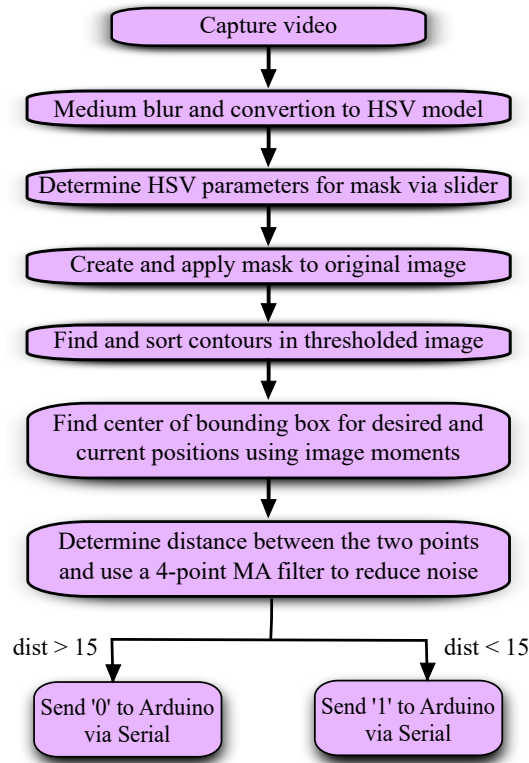 Capture video
Medium blur and convertion to HSV model
Determine HSV parameters for mask via slider
Create and apply mask to original image
Find and sort contours in thresholded image
Find center of bounding box for desired and
current positions using image moments
Determine distance between the two points
and use a 4-point MA filter to reduce noise
dist > 15
dist < 15
Send '0' to Arduino
via Serial
Send '1' to Arduino
via Serial